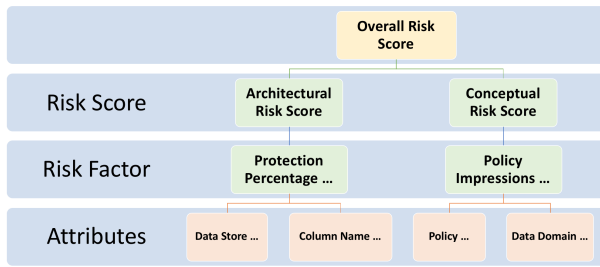 Overall Risk
Score
Risk Score
Architectural
Risk Score
Conceptual
Risk Score
Risk Factor
Protection
Percentage ...
Policy
Impressions ...
Attributes
Data Store ...
Column Name ...
Policy ...
Data Domain ...